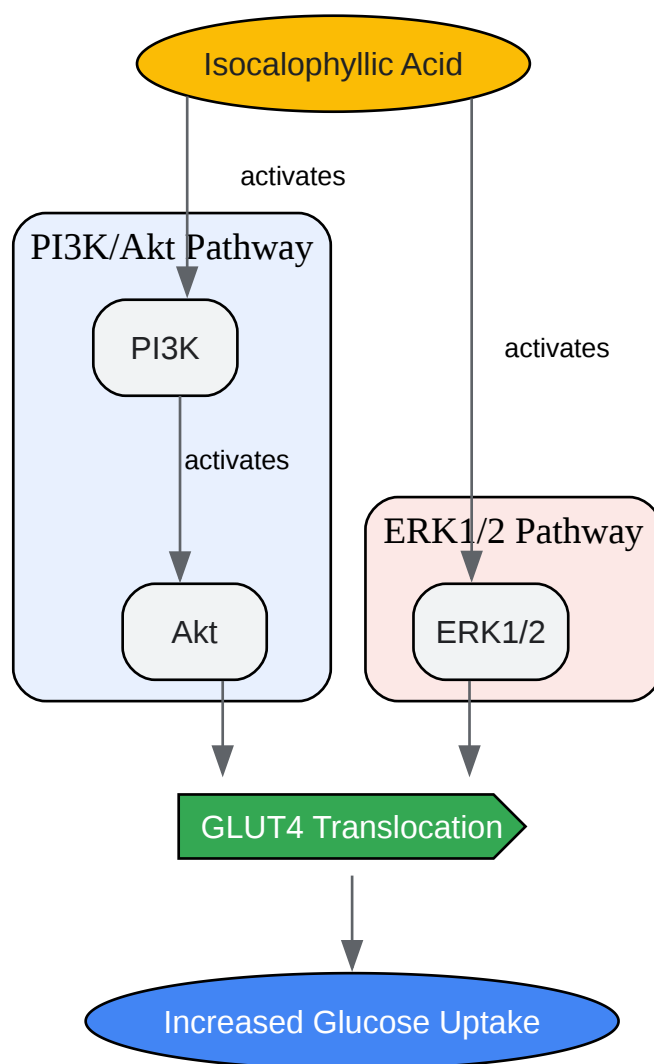 Isocalophyllic Acid
activates
PI3K/Akt Pathway
PI3K
activates
activates
ERK1/2 Pathway
Akt
ERK1/2
GLUT4 Translocation
Increased Glucose Uptake